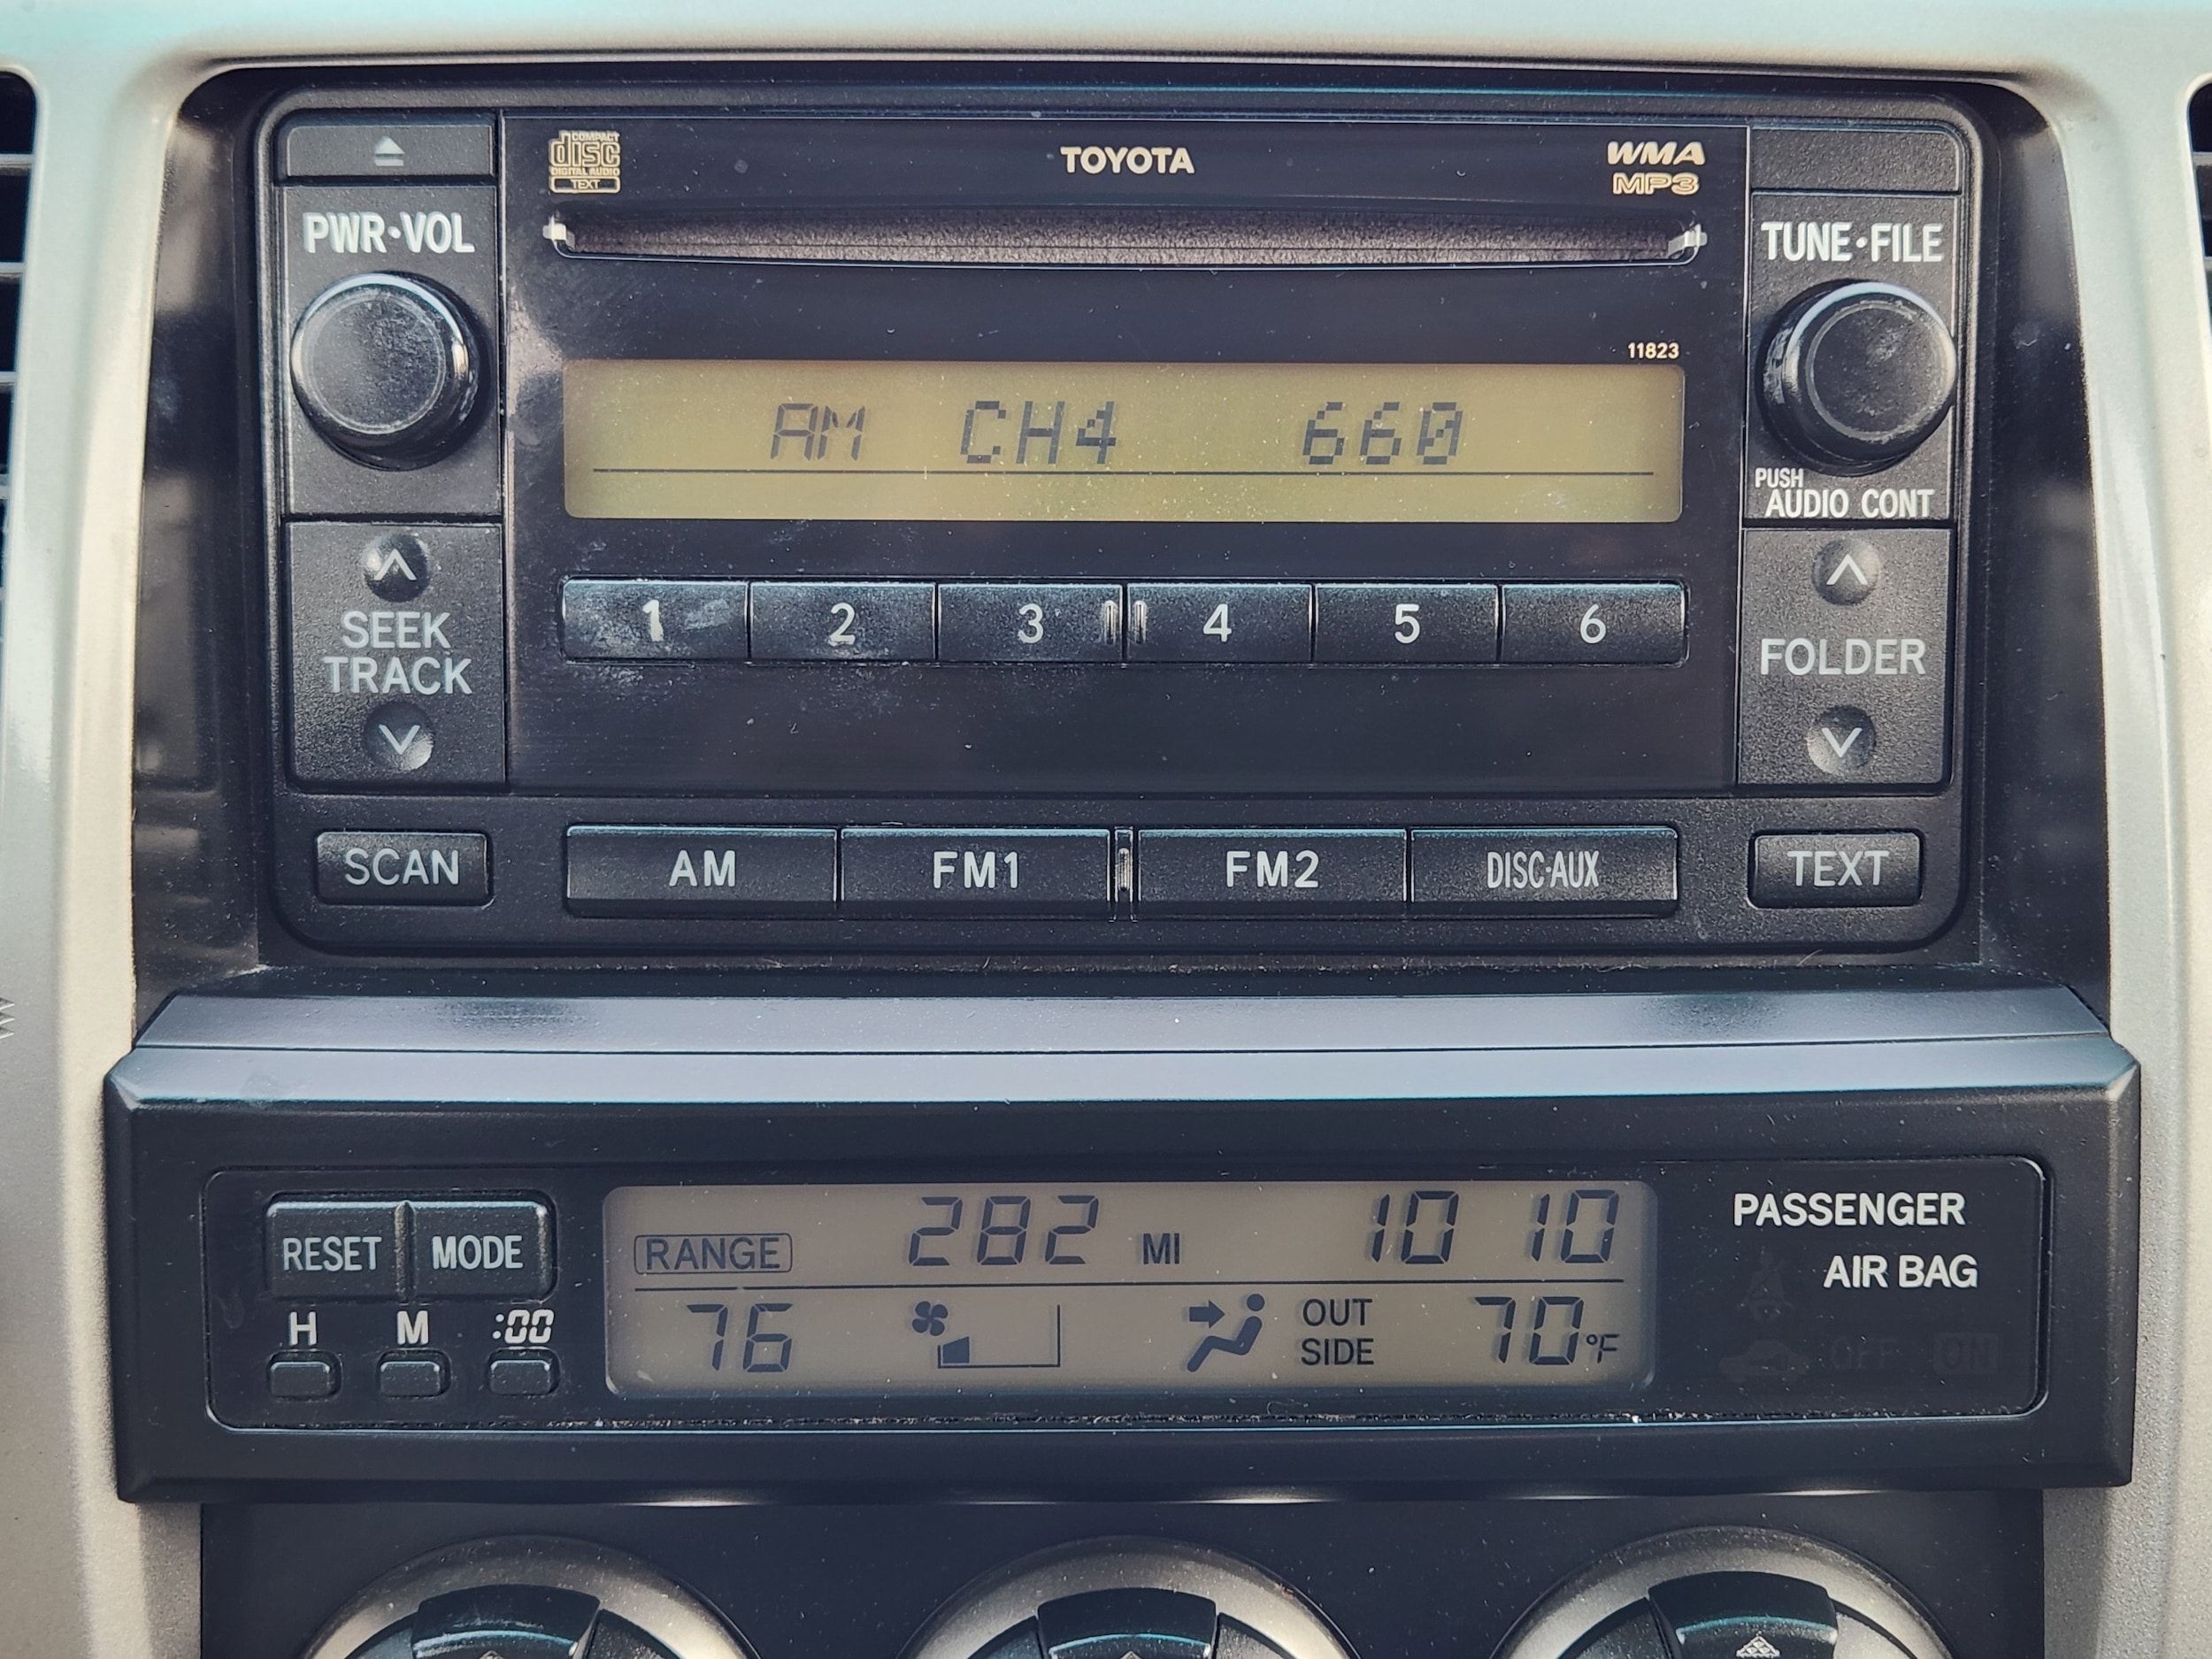 COMPACT
disc
DIGITAL AUDIO
TEXT
TOYOTA
WMA
MP3
PWR•VOL
TUNE•FILE
11823
AM CH4 660
PUSH
AUDIO CONT
SEEK
TRACK
1 2 3 4 5 6
FOLDER
SCAN AM FM1 FM2 DISC•AUX TEXT
RESET MODE
H M :00
RANGE 282 MI 10 10
76 OUT SIDE 70°F
PASSENGER
AIR BAG
OFF ON